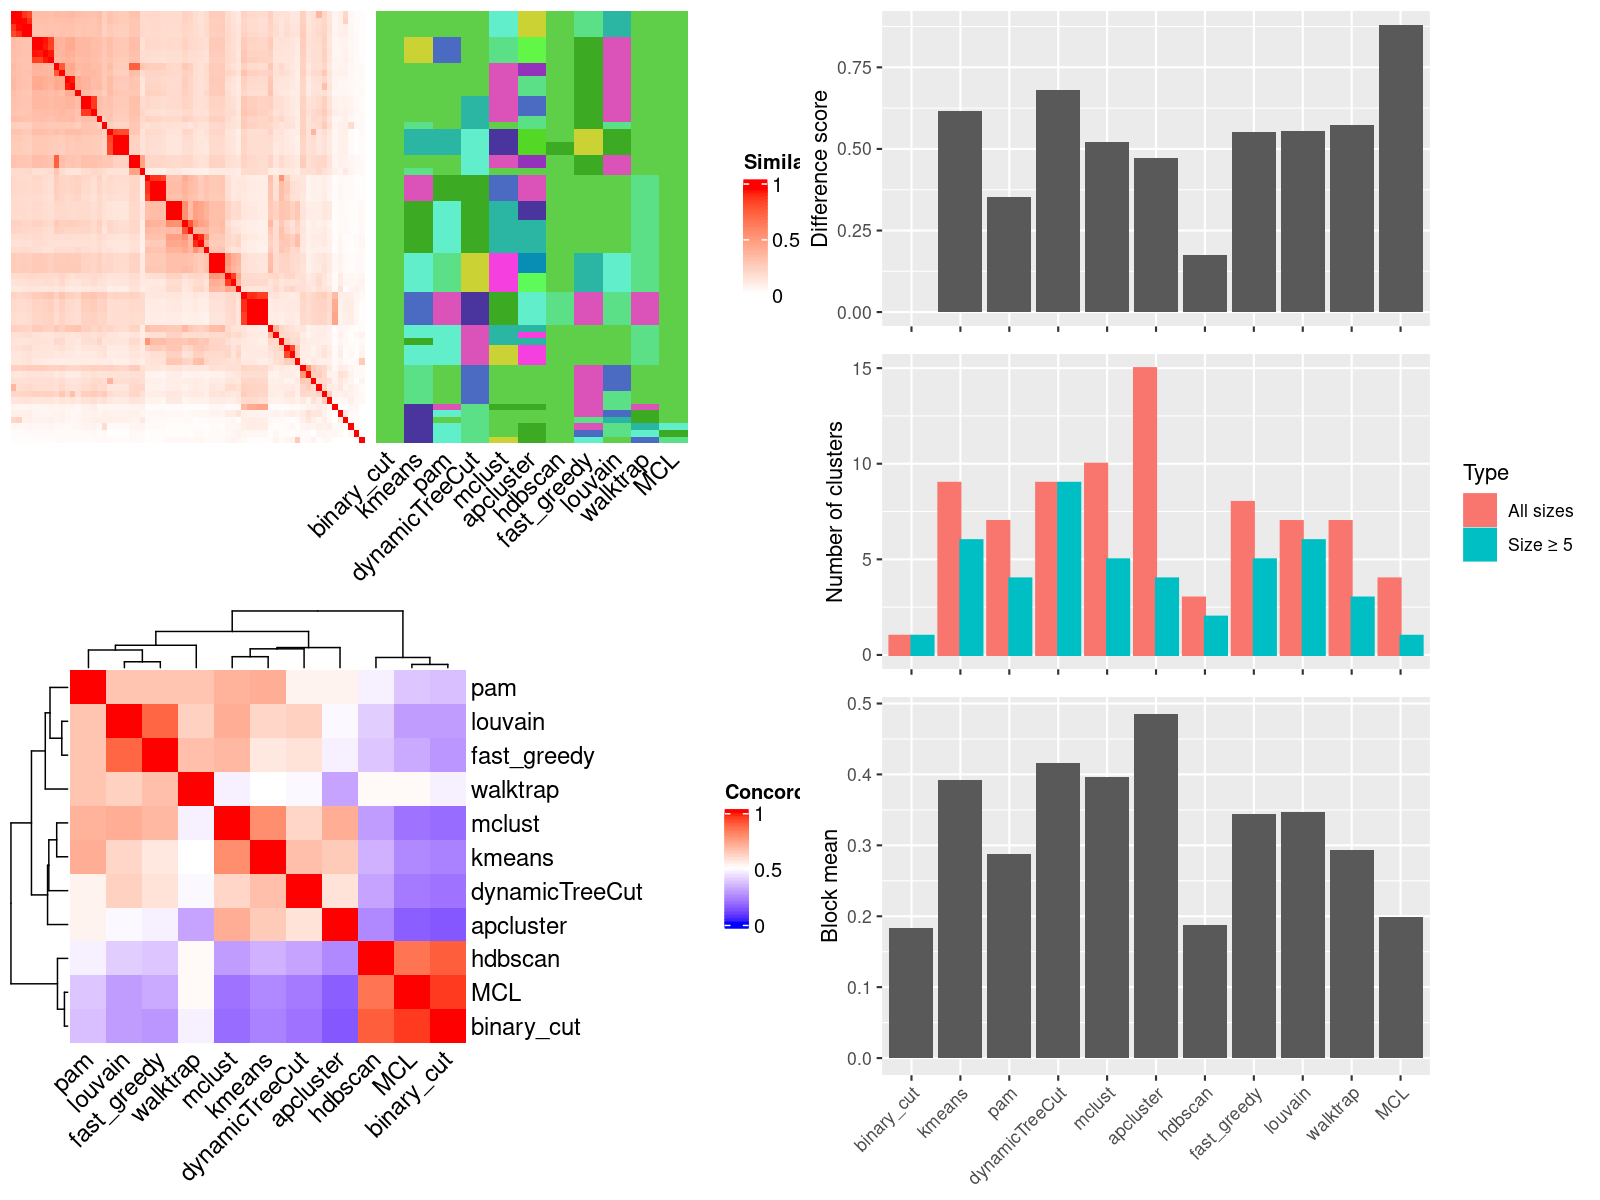 Simila
1
0.5
0
binary_cut
kmeans
pam
dynamicTreeCut
mclust
apcluster
hdbscan
fast_greedy
louvain
walktrap
MCL
Difference score
0.75
0.50
0.25
0.00
Number of clusters
15
10
5
0
Type
All sizes
Size ≥ 5
pam
louvain
fast_greedy
walktrap
mclust
kmeans
dynamicTreeCut
apcluster
hdbscan
MCL
binary_cut
pam
louvain
fast_greedy
walktrap
mclust
kmeans
dynamicTreeCut
apcluster
hdbscan
MCL
binary_cut
Concord
1
0.5
0
Block mean
0.5
0.4
0.3
0.2
0.1
0.0
binary_cut
kmeans
pam
dynamicTreeCut
mclust
apcluster
hdbscan
fast_greedy
louvain
walktrap
MCL